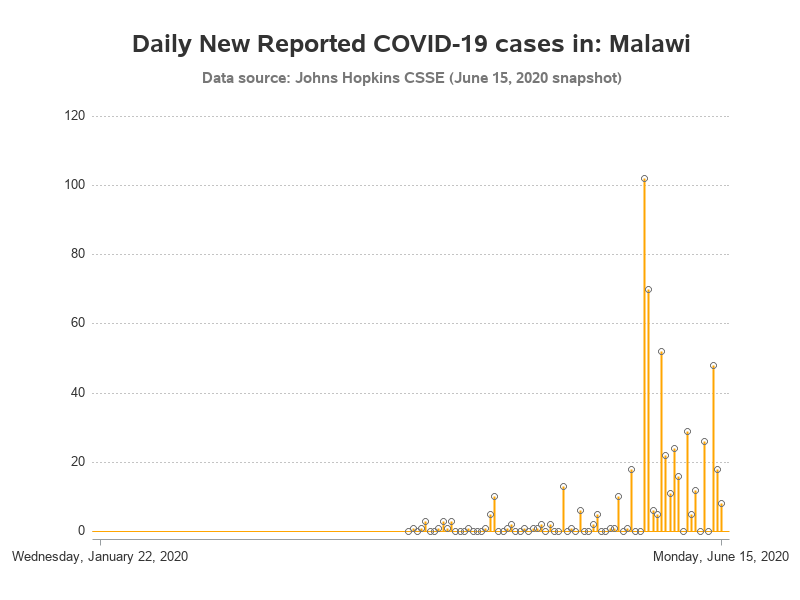 Daily New Reported COVID-19 cases in: Malawi
Data source: Johns Hopkins CSSE (June 15, 2020 snapshot)
120
100
80
60
40
20
0
Wednesday, January 22, 2020 Monday, June 15, 2020